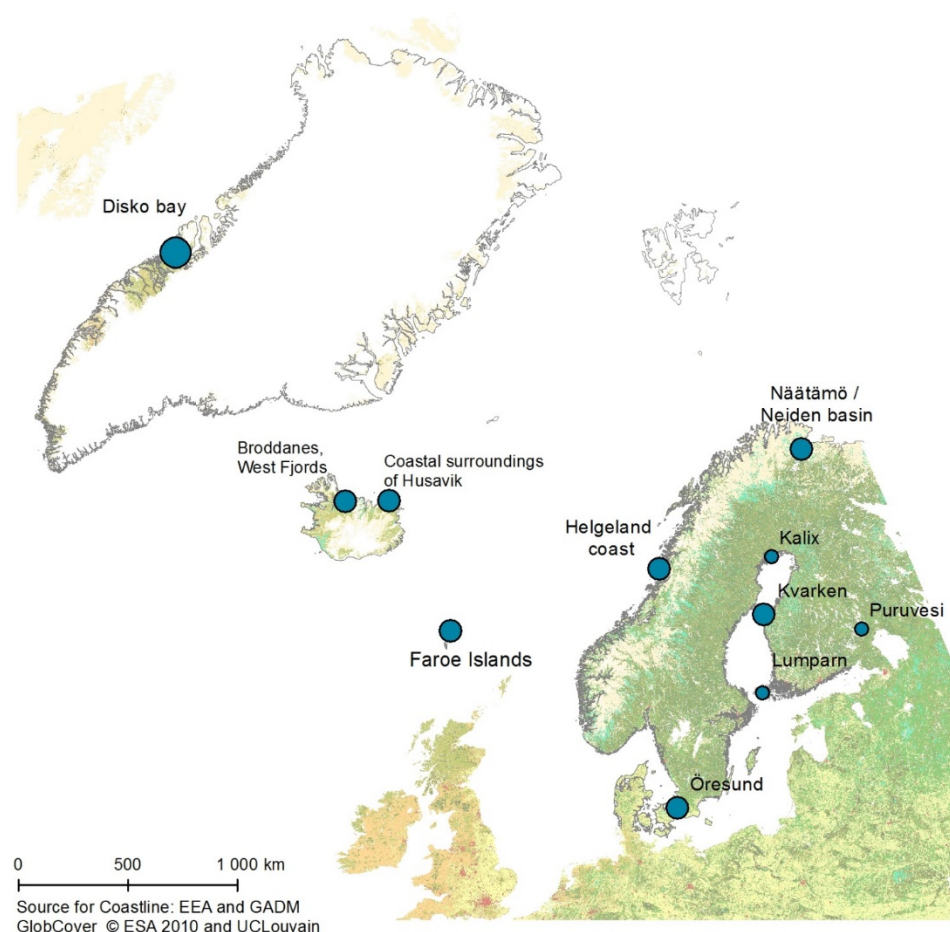 Disko bay
Näätämö /
Neiden basin
Broddanes,
West Fjords
Coastal surroundings
of Husavik
Helgeland
coast
Kalix
Kvarken
Puruvesi
Faroe Islands
Lumparn
Öresund
0 500 1 000 km
Source for Coastline: EEA and GADM
GlobCover © ESA 2010 and UCLouvain